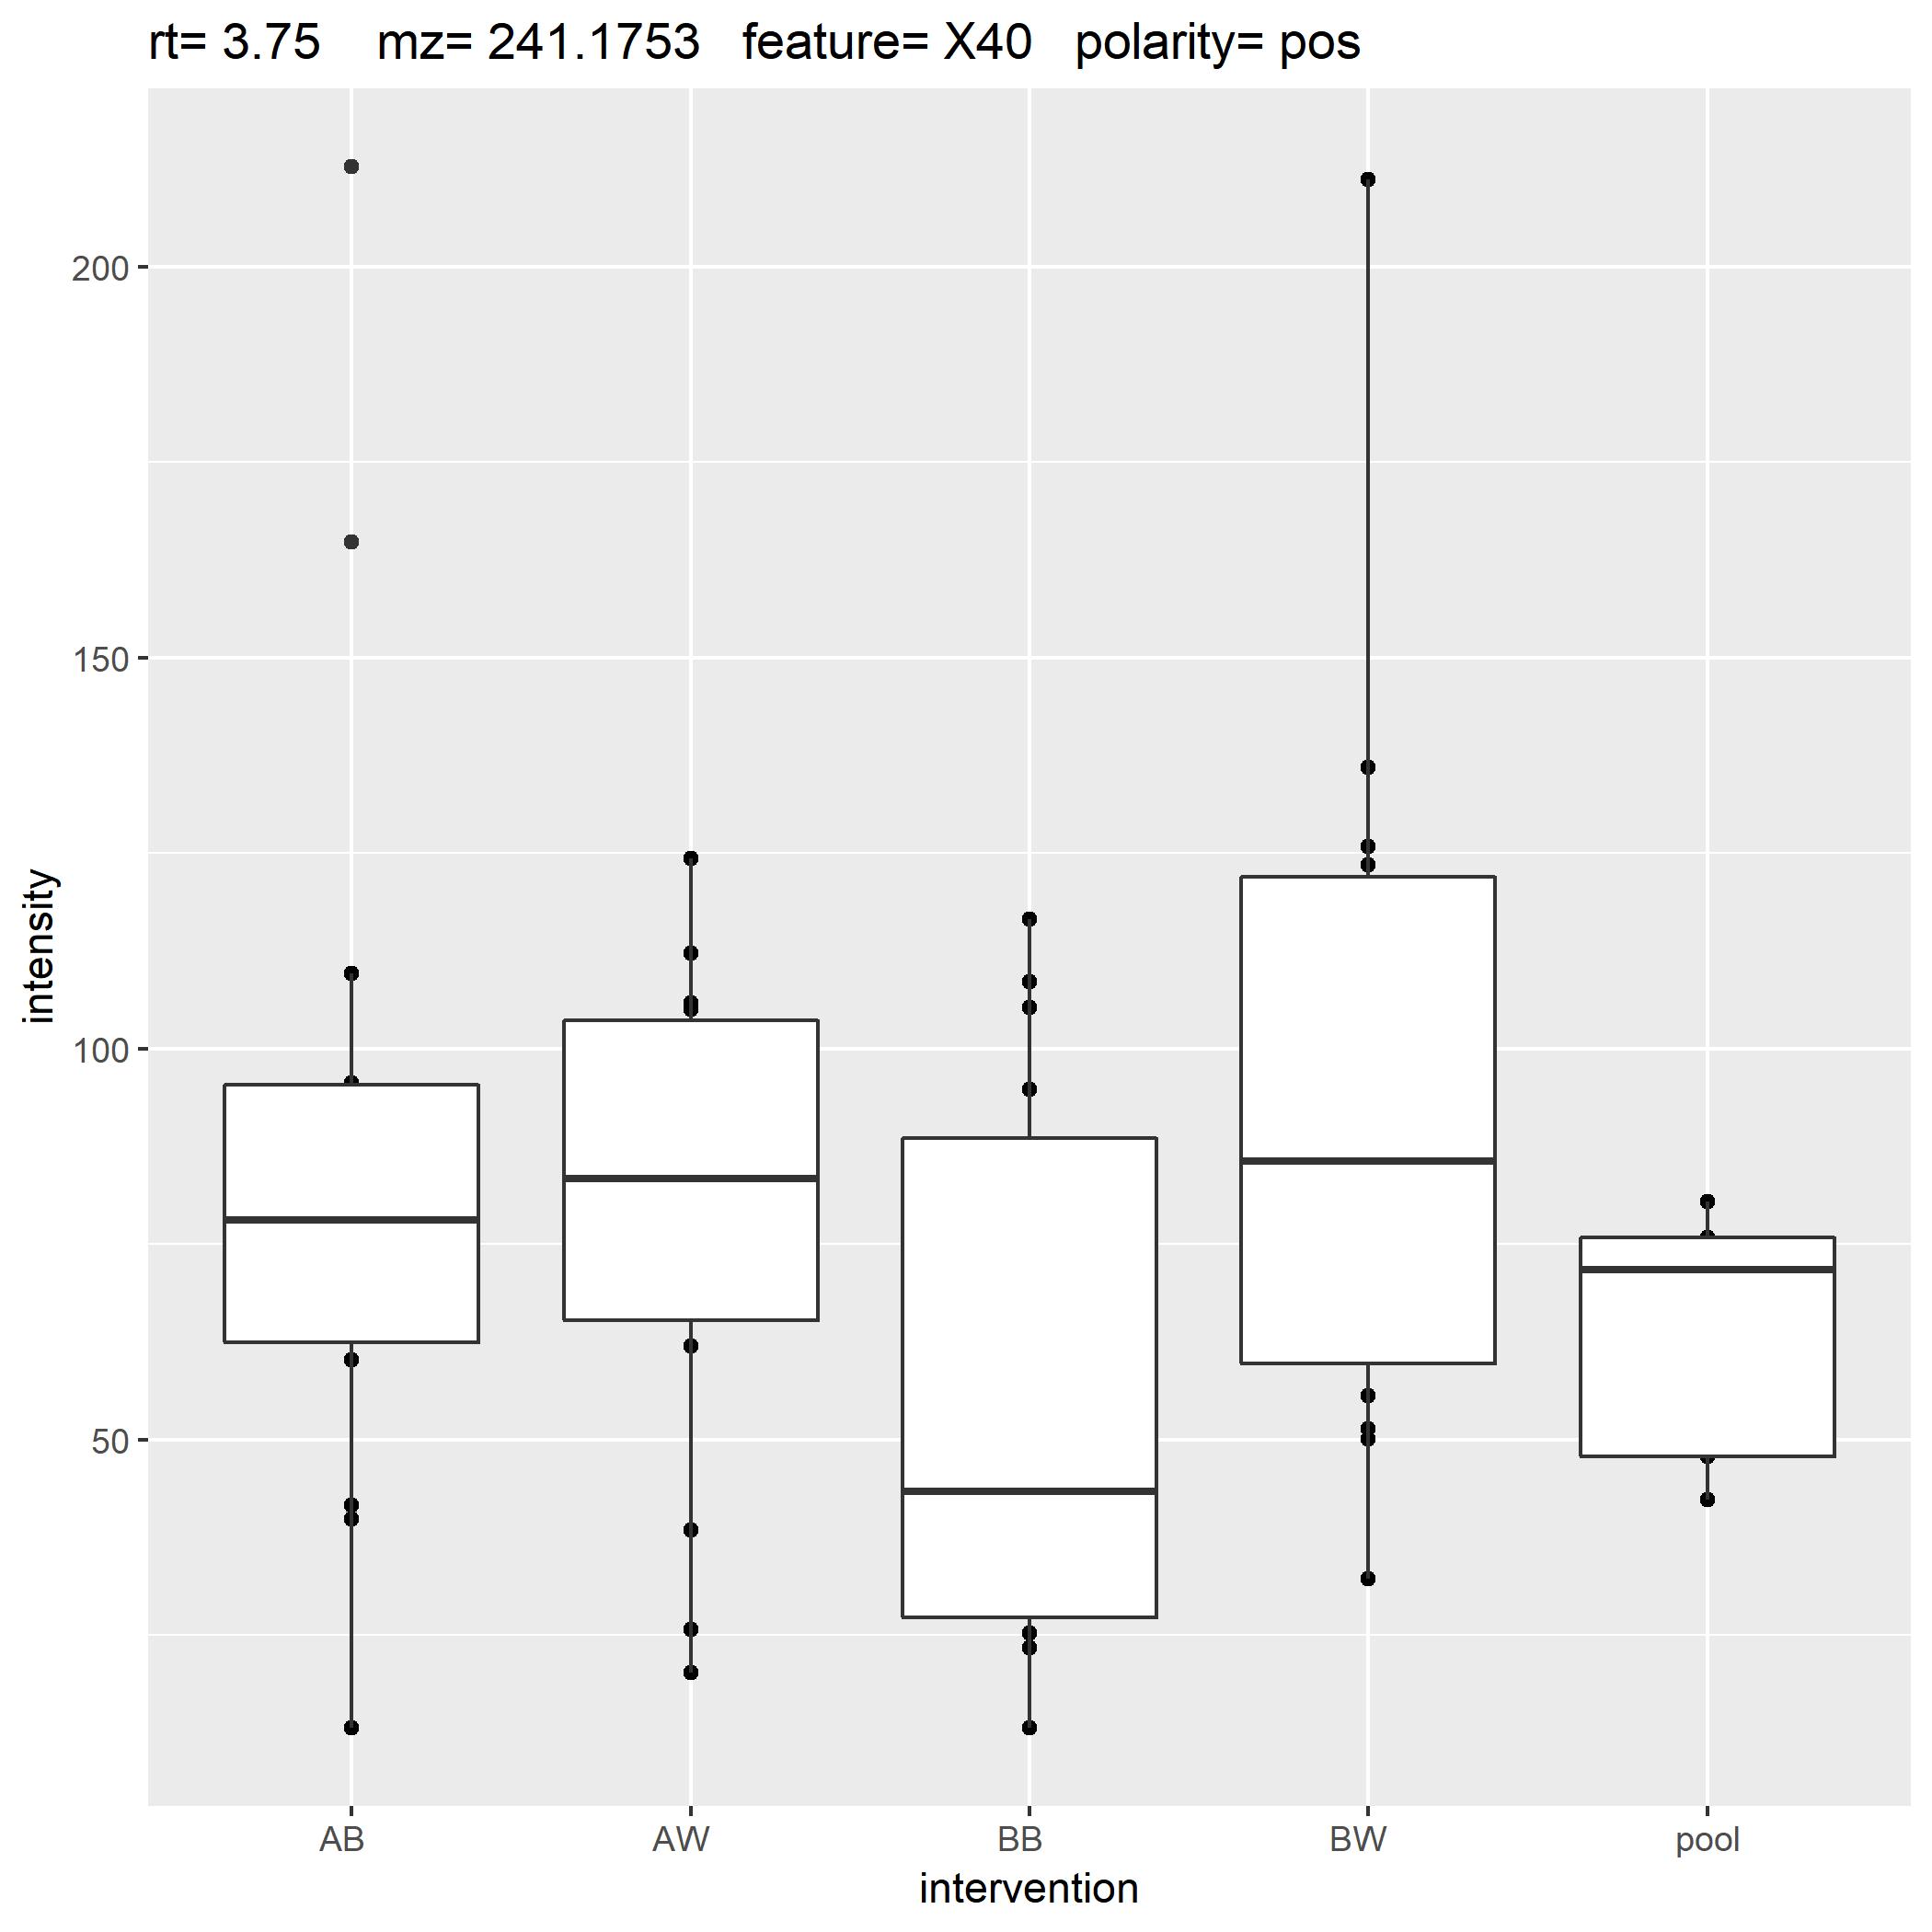 rt= 3.75 mz= 241.1753 feature= X40 polarity= pos
intensity
200
150
100
50
AB AW BB BW pool
intervention